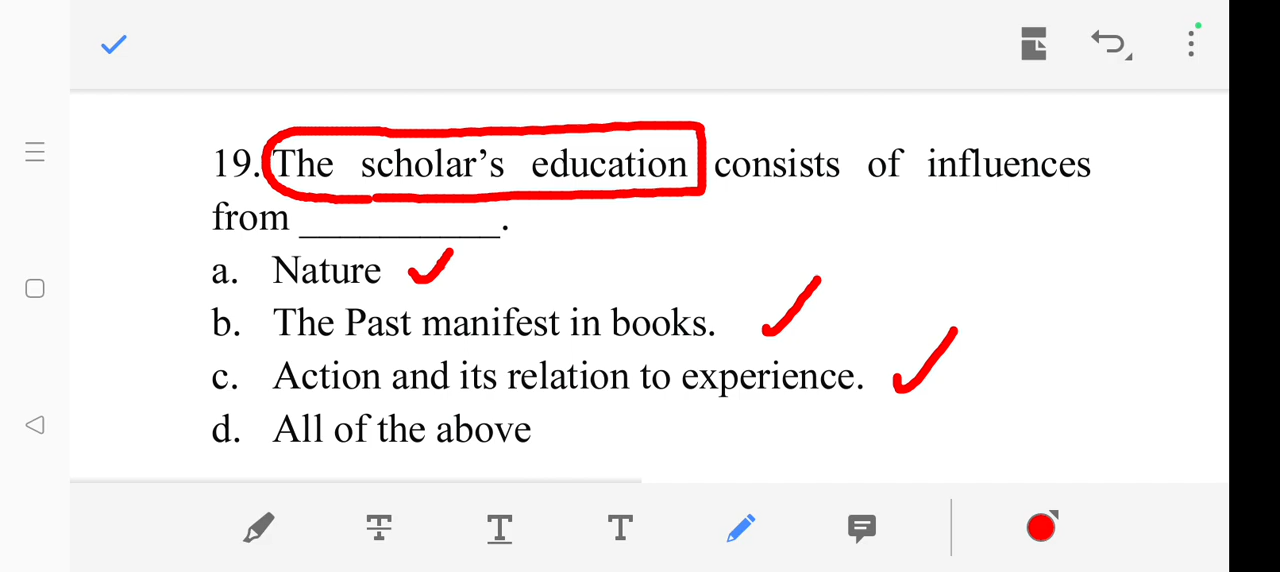 19. The scholar's education consists of influences
from __________.
a. Nature
b. The Past manifest in books.
c. Action and its relation to experience.
d. All of the above
T
T
T